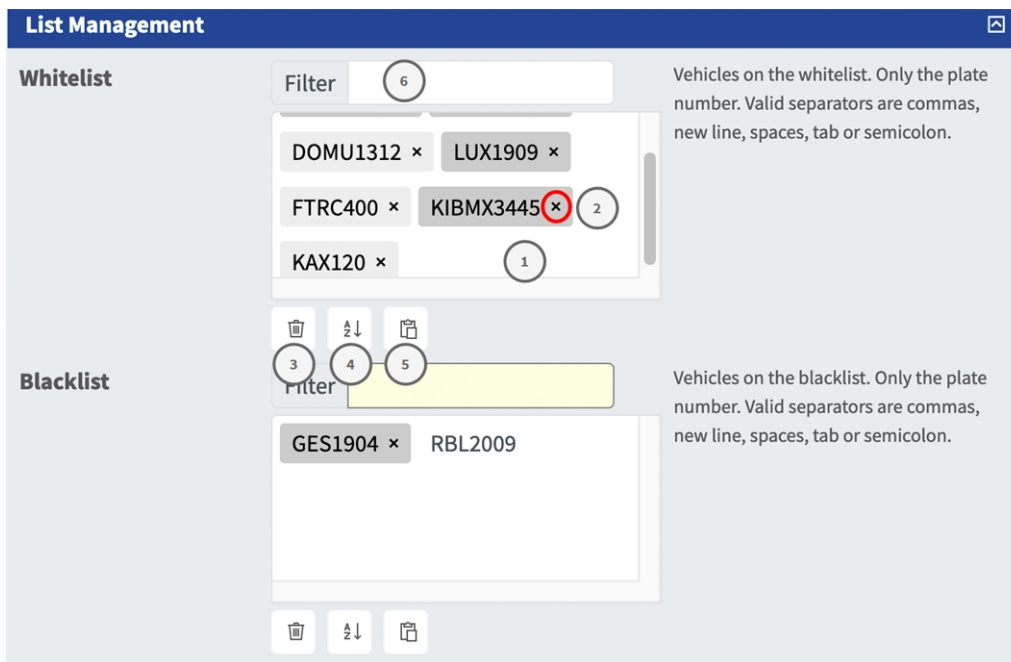 List Management
Whitelist
Filter
6
Vehicles on the whitelist. Only the plate
number. Valid separators are commas,
new line, spaces, tab or semicolon.
DOMU1312 × LUX1909 ×
FTRC400 × KIBMX3445 × 2
KAX120 × 1
3 4 5
Blacklist
Filter
Vehicles on the blacklist. Only the plate
number. Valid separators are commas,
new line, spaces, tab or semicolon.
GES1904 × RBL2009